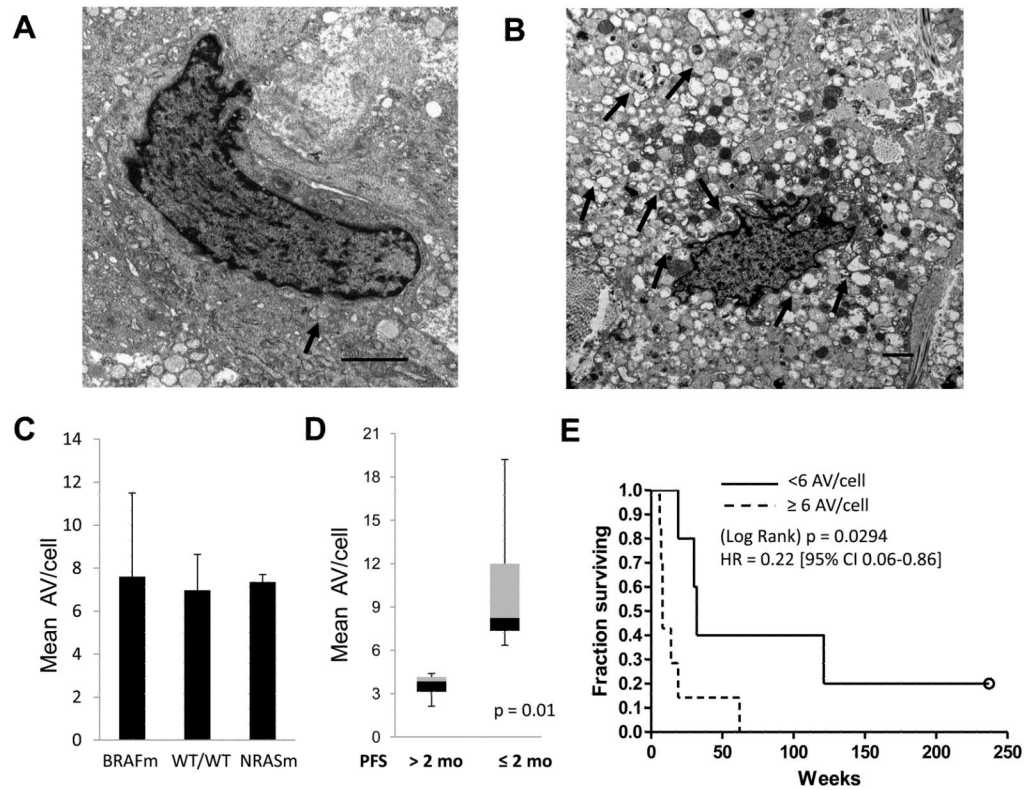 A
B
C
14
12
10
8
6
4
2
0
Mean AV/cell
BRAFm WT/WT NRASm
D
21
18
15
12
9
6
3
0
Mean AV/cell
p = 0.01
PFS > 2 mo ≤ 2 mo
E
<6 AV/cell
≥ 6 AV/cell
(Log Rank) p = 0.0294
HR = 0.22 [95% CI 0.06-0.86]
1.0
0.9
0.8
0.7
0.6
0.5
0.4
0.3
0.2
0.1
0.0
Fraction surviving
0 50 100 150 200 250
Weeks